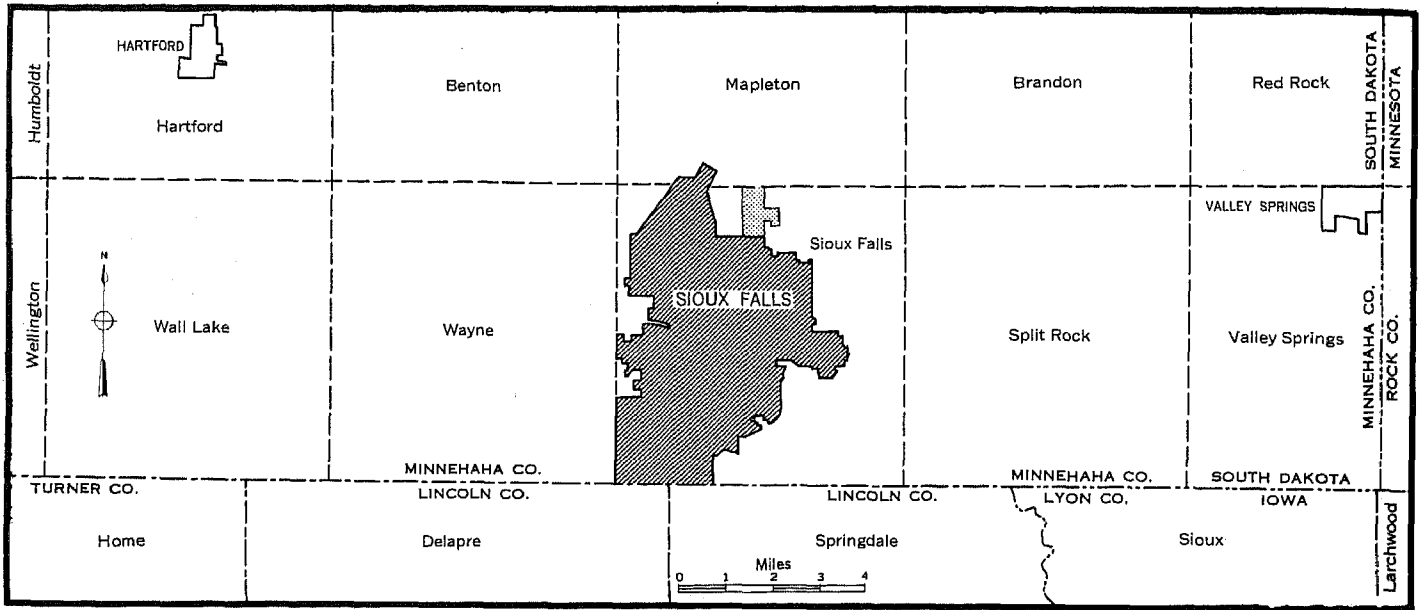 HARTFORD
Humboldt
Hartford
Benton
Mapleton
Brandon
Red Rock
SOUTH DAKOTA
MINNESOTA
VALLEY SPRINGS
Sioux Falls
N
Wellington
Wall Lake
Wayne
SIOUX FALLS
Split Rock
Valley Springs
MINNEHAHA CO.
ROCK CO.
MINNEHAHA CO.
MINNEHAHA CO.
SOUTH DAKOTA
TURNER CO.
LINCOLN CO.
LINCOLN CO.
LYON CO.
IOWA
Home
Delapre
Springdale
Sioux
Larchwood
Miles
0 1 2 3 4